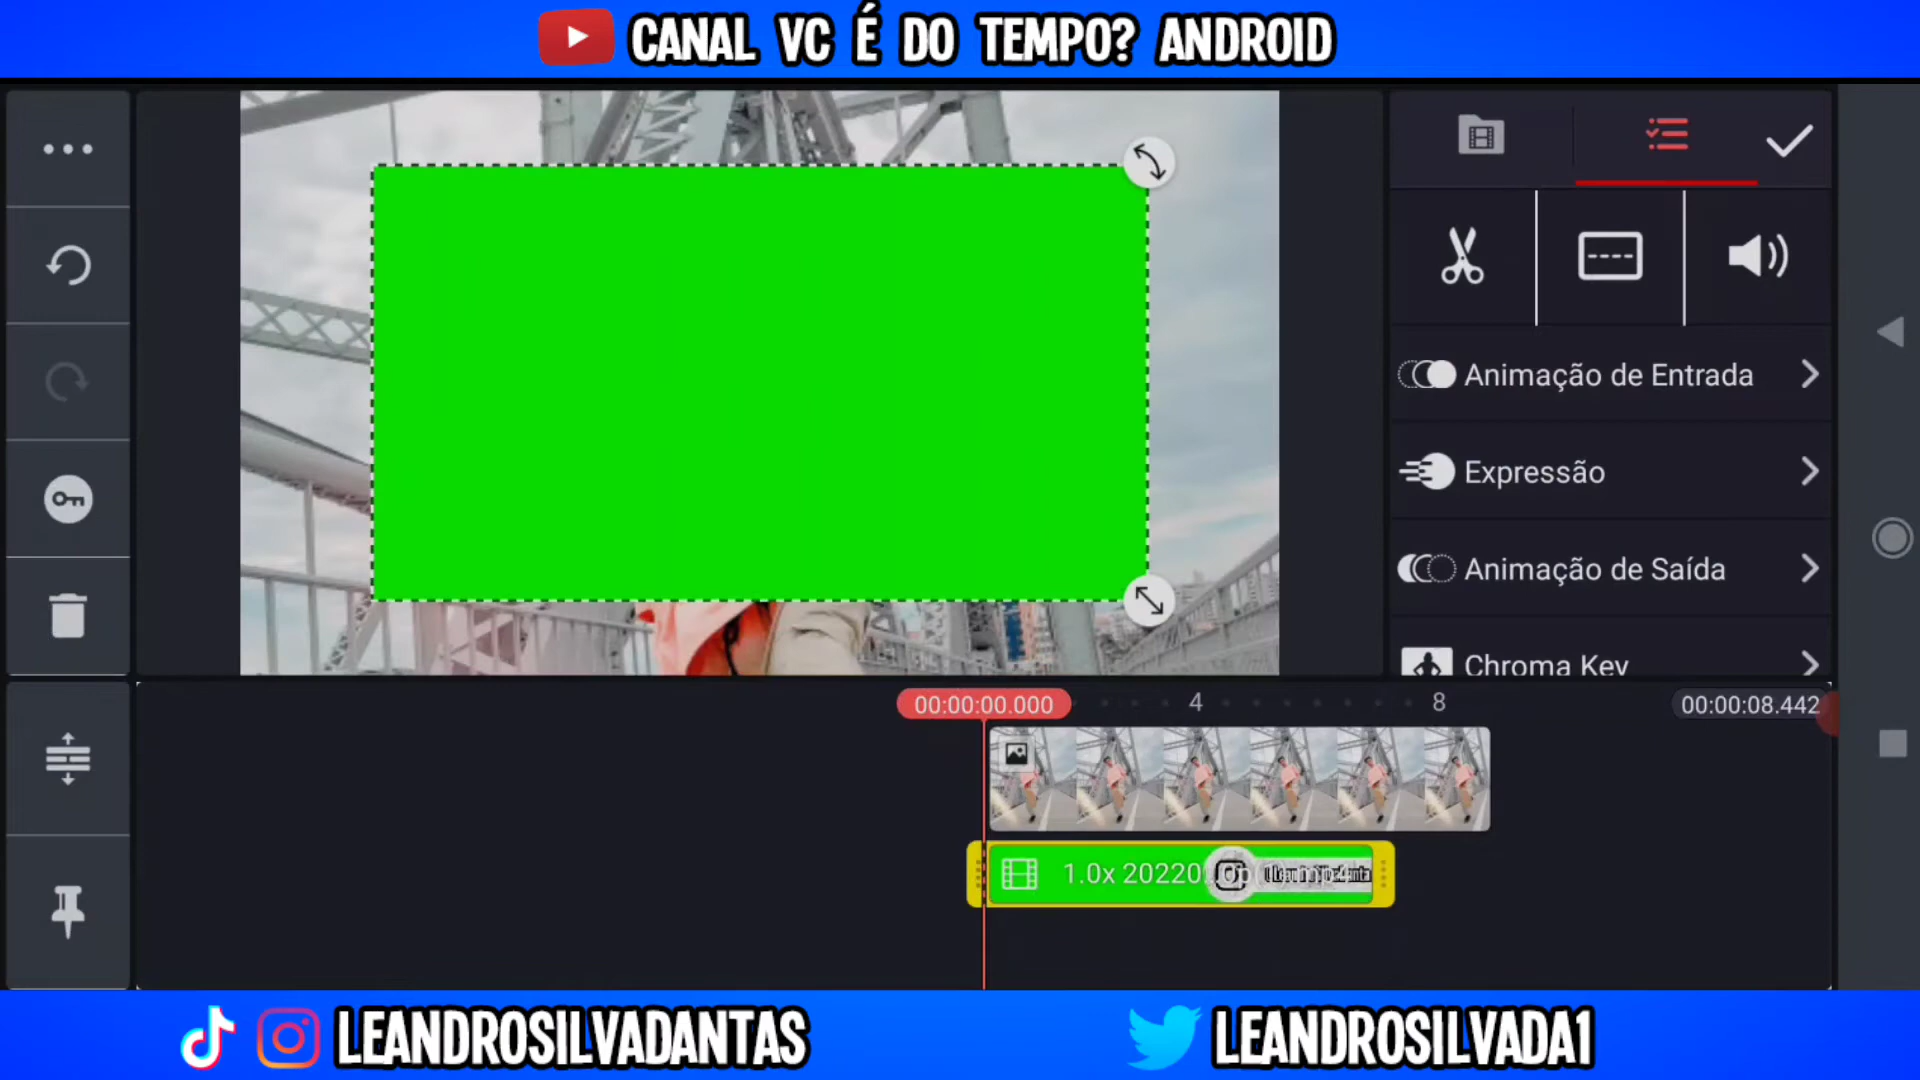 CANAL VC É DO TEMPO? ANDROID
Animação de Entrada
Expressão
Animação de Saída
Chroma Key
00:00:00.000
4
8
00:00:08.442
1.0x 20220
LEANDROSILVADANTAS
LEANDROSILVADA1